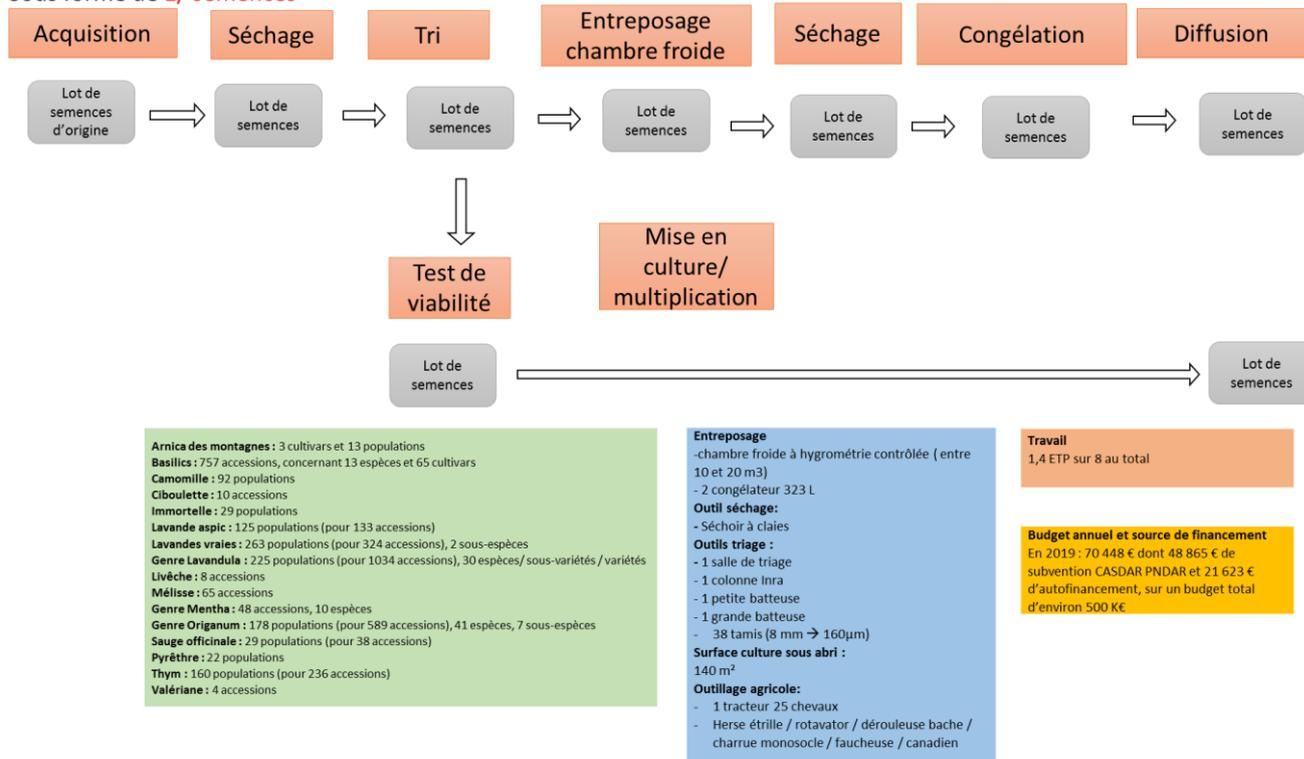 sous forme de 1/ semences
Acquisition
Séchage
Tri
Entreposage
chambre froide
Séchage
Congélation
Diffusion
Lot de
semences
d'origine
Lot de
semences
Lot de
semences
Lot de
semences
Lot de
semences
Lot de
semences
Lot de
semences
Test de
viabilité
Mise en
culture/
multiplication
Lot de
semences
Lot de
semences
Arnica des montagnes : 3 cultivars et 13 populations
Basilics : 757 accessions, concernant 13 espèces et 65 cultivars
Camomille : 92 populations
Ciboulette : 10 accessions
Immortelle : 29 populations
Lavande aspic : 125 populations (pour 133 accessions)
Lavandes vraies : 263 populations (pour 324 accessions), 2 sous-espèces
Genre Lavandula : 225 populations (pour 1034 accessions), 30 espèces/ sous-variétés / variétés
Livêche : 8 accessions
Mélisse : 65 accessions
Genre Mentha : 48 accessions, 10 espèces
Genre Origanum : 178 populations (pour 589 accessions), 41 espèces, 7 sous-espèces
Sauge officinale : 29 populations (pour 38 accessions)
Pyrêthre : 22 populations
Thym : 160 populations (pour 236 accessions)
Valériane : 4 accessions
Entreposage
-chambre froide à hygrométrie contrôlée ( entre
10 et 20 m3)
- 2 congélateur 323 L
Outil séchage:
- Séchoir à claies
Outils triage :
- 1 salle de triage
- 1 colonne Inra
- 1 petite batteuse
- 1 grande batteuse
- 38 tamis (8 mm → 160µm)
Surface culture sous abri :
140 m²
Outillage agricole:
- 1 tracteur 25 chevaux
- Herse étrille / rotavator / dérouleuse bache /
charrue monosocle / faucheuse / canadien
Travail
1,4 ETP sur 8 au total
Budget annuel et source de financement
En 2019 : 70 448 € dont 48 865 € de
subvention CASDAR PNDAR et 21 623 €
d'autofinancement, sur un budget total
d'environ 500 K€